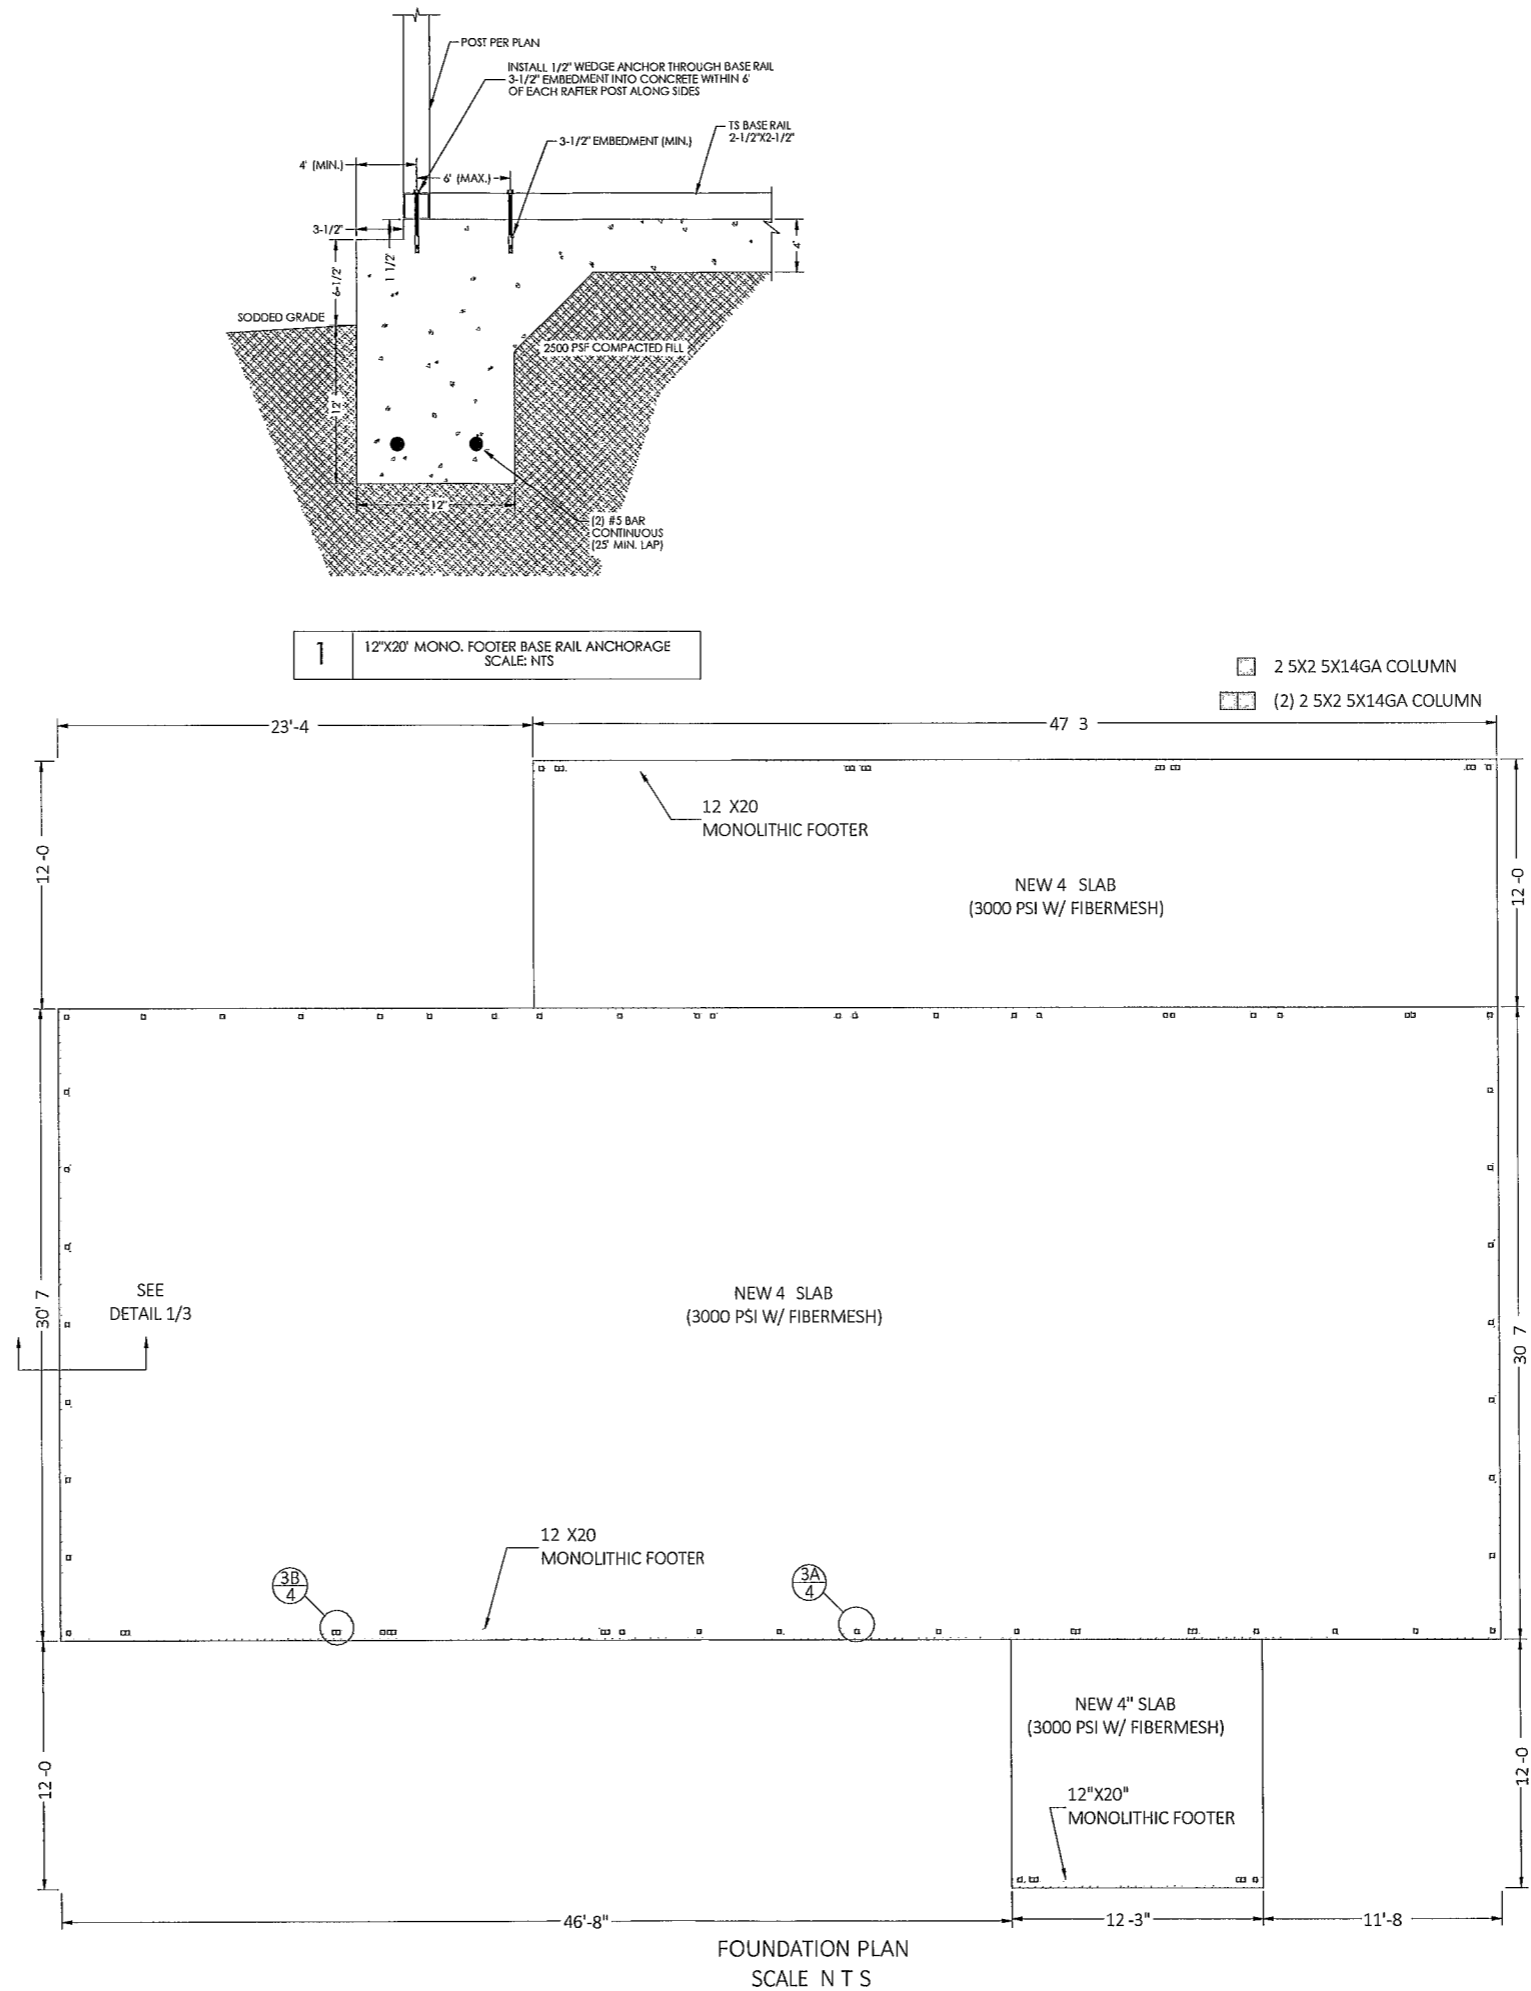 POST PER PLAN
INSTALL 1/2" WEDGE ANCHOR THROUGH BASE RAIL
3-1/2" EMBEDMENT INTO CONCRETE WITHIN 6'
OF EACH RAFTER POST ALONG SIDES
TS BASE RAIL
2-1/2"X2-1/2"
3-1/2" EMBEDMENT (MIN.)
4' (MIN.)
6' (MAX.)
3-1/2"
1 1/2'
4'
6-1/2'
SODDED GRADE
2500 PSF COMPACTED FILL
12'
12"
(2) #5 BAR
CONTINUOUS
(25' MIN. LAP)
1
12"X20' MONO. FOOTER BASE RAIL ANCHORAGE
SCALE: NTS
2 5X2 5X14GA COLUMN
(2) 2 5X2 5X14GA COLUMN
23'-4
47 3
12 X20
MONOLITHIC FOOTER
12 -0
12 -0
NEW 4 SLAB
(3000 PSI W/ FIBERMESH)
SEE
DETAIL 1/3
30' 7
NEW 4 SLAB
(3000 PSI W/ FIBERMESH)
30 7
12 X20
MONOLITHIC FOOTER
3B
4
3A
4
NEW 4" SLAB
(3000 PSI W/ FIBERMESH)
12 -0
12 -0
12"X20"
MONOLITHIC FOOTER
46'-8"
12 -3"
11'-8
FOUNDATION PLAN
SCALE N T S